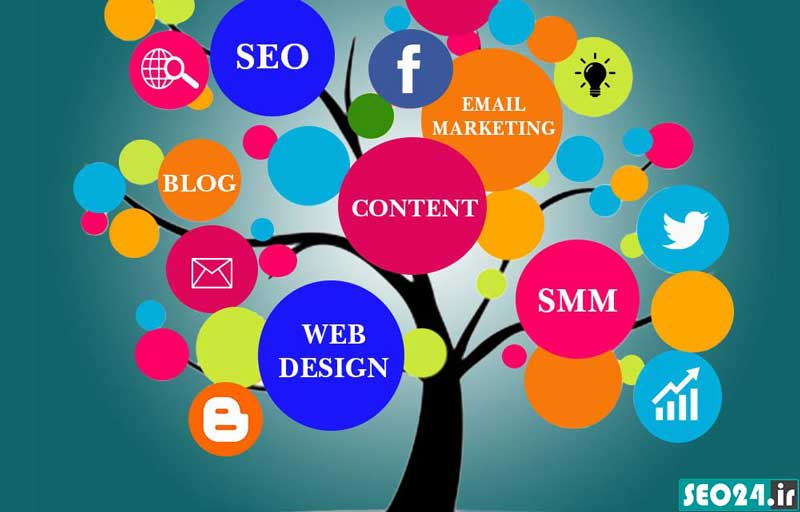 SEO
EMAIL
MARKETING
BLOG
CONTENT
SMM
WEB
DESIGN
SEO24.ir